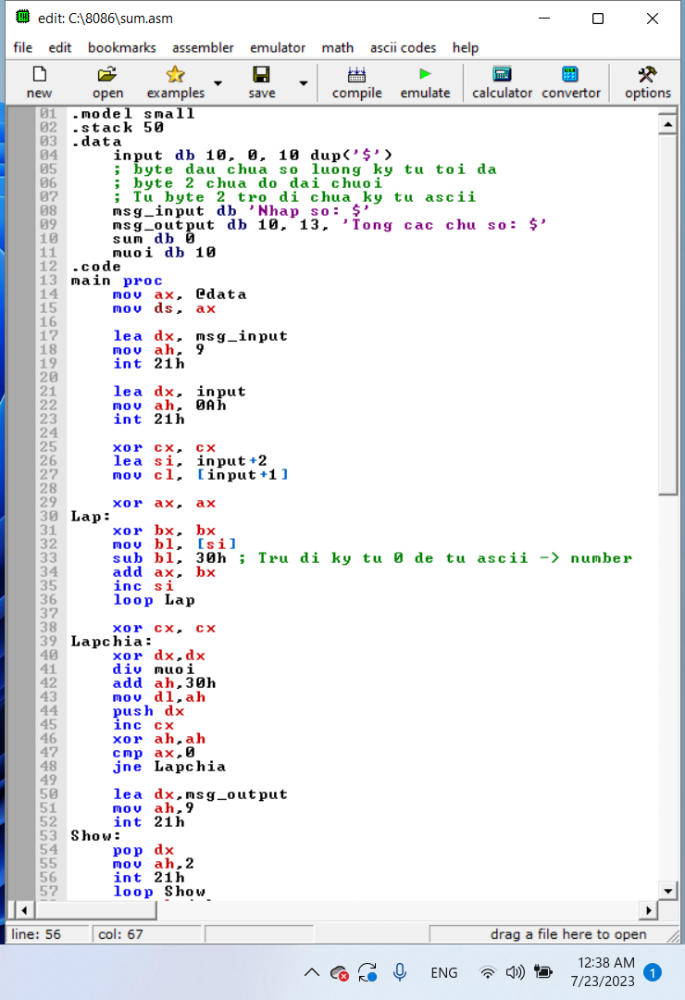 edit: C:\8086\sum.asm
file edit bookmarks assembler emulator math ascii codes help
new open examples save compile emulate calculator convertor options
01 .model small
02 .stack 50
03 .data
04 input db 10, 0, 10 dup('$')
05 ; byte dau chua so luong ky tu toi da
06 ; byte 2 chua do dai chuoi
07 ; Tu byte 2 tro di chua ky tu ascii
08 msg_input db 'Nhap so: $'
09 msg_output db 10, 13, 'Tong cac chu so: $'
10 sum db 0
11 muoi db 10
12 .code
13 main proc
14 mov ax, @data
15 mov ds, ax
16
17 lea dx, msg_input
18 mov ah, 9
19 int 21h
20
21 lea dx, input
22 mov ah, 0Ah
23 int 21h
24
25 xor cx, cx
26 lea si, input+2
27 mov cl, [input+1]
28
29 xor ax, ax
30 Lap:
31 xor bx, bx
32 mov bl, [si]
33 sub bl, 30h ; Tru di ky tu 0 de tu ascii -> number
34 add ax, bx
35 inc si
36 loop Lap
37
38 xor cx, cx
39 Lapchia:
40 xor dx,dx
41 div muoi
42 add ah,30h
43 mov dl,ah
44 push dx
45 inc cx
46 xor ah,ah
47 cmp ax,0
48 jne Lapchia
49
50 lea dx,msg_output
51 mov ah,9
52 int 21h
53 Show:
54 pop dx
55 mov ah,2
56 int 21h
57 loop Show
line: 56 col: 67 drag a file here to open
ENG 12:38 AM
7/23/2023 1